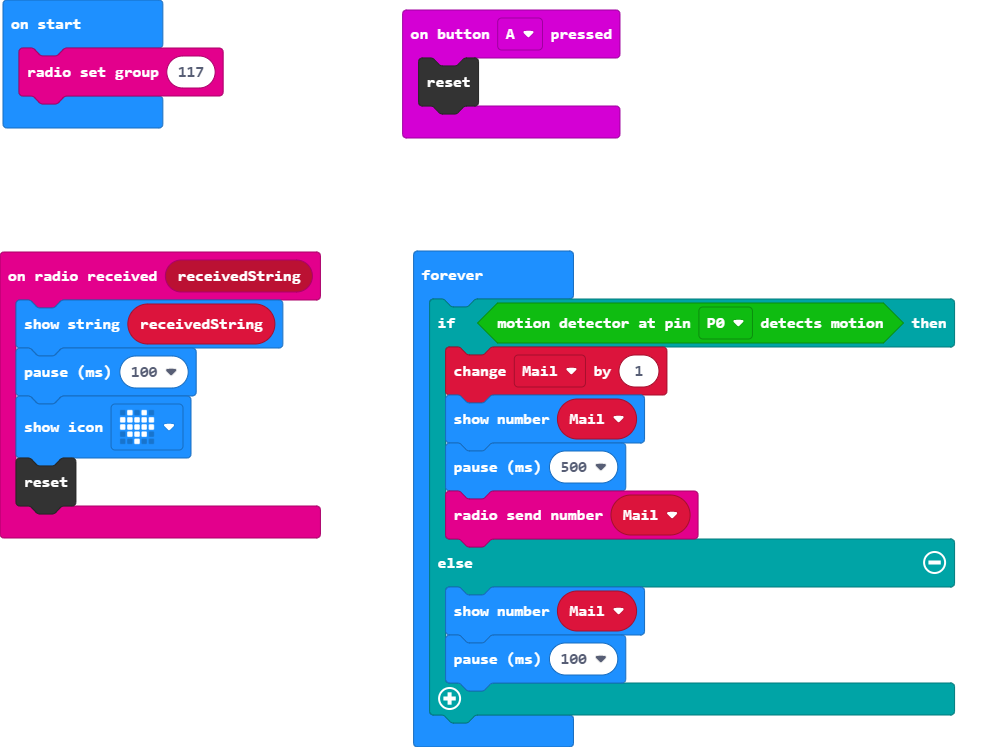 on start
radio set group 117
on button A pressed
reset
on radio received receivedString
show string receivedString
pause (ms) 100
show icon
reset
forever
if motion detector at pin P0 detects motion then
change Mail by 1
show number Mail
pause (ms) 500
radio send number Mail
else
show number Mail
pause (ms) 100